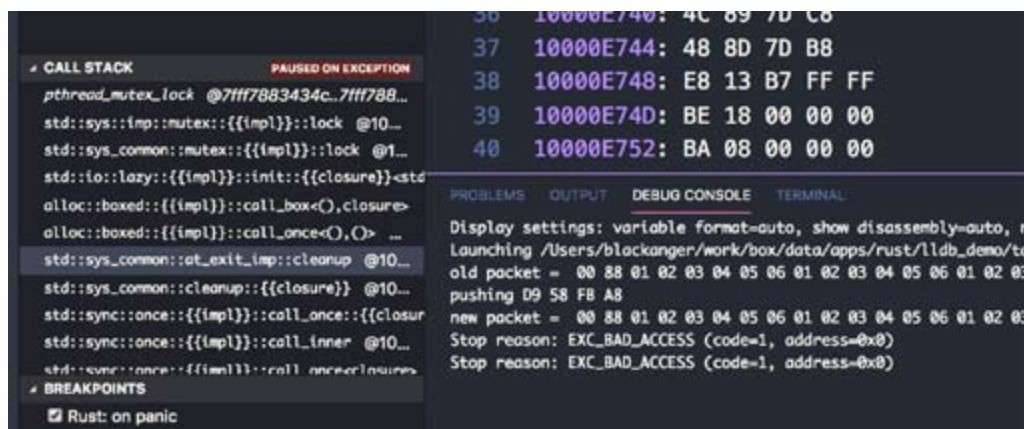 36 10000E740: 4C 89 7D C8
37 10000E744: 48 8D 7D B8
38 10000E748: E8 13 B7 FF FF
39 10000E74D: BE 18 00 00 00
40 10000E752: BA 08 00 00 00
CALL STACK PAUSED ON EXCEPTION
pthread_mutex_lock @7fff7883434c..7fff788...
std::sys::imp::mutex::{{impl}}::lock @10...
std::sys_common::mutex::{{impl}}::lock @1...
std::io::lazy::{{impl}}::init::{{closure}}<std
alloc::boxed::{{impl}}::call_box<(),closure>
alloc::boxed::{{impl}}::call_once<(),()> ...
std::sys_common::at_exit_imp::cleanup @10...
std::sys_common::cleanup::{{closure}} @10...
std::sync::once::{{impl}}::call_once::{{closur
std::sync::once::{{impl}}::call_inner @10...
std::sync::once::{{impl}}::call_once<closure>
BREAKPOINTS
Rust: on panic
PROBLEMS OUTPUT DEBUG CONSOLE TERMINAL
Display settings: variable format=auto, show disassembly=auto,
Launching /Users/blackanger/work/box/data/apps/rust/lldb_demo/ta
old packet = 00 88 01 02 03 04 05 06 01 02 03 04 05 06 01 02 03
pushing D9 58 FB A8
new packet = 00 88 01 02 03 04 05 06 01 02 03 04 05 06 01 02 03
Stop reason: EXC_BAD_ACCESS (code=1, address=0x0)
Stop reason: EXC_BAD_ACCESS (code=1, address=0x0)